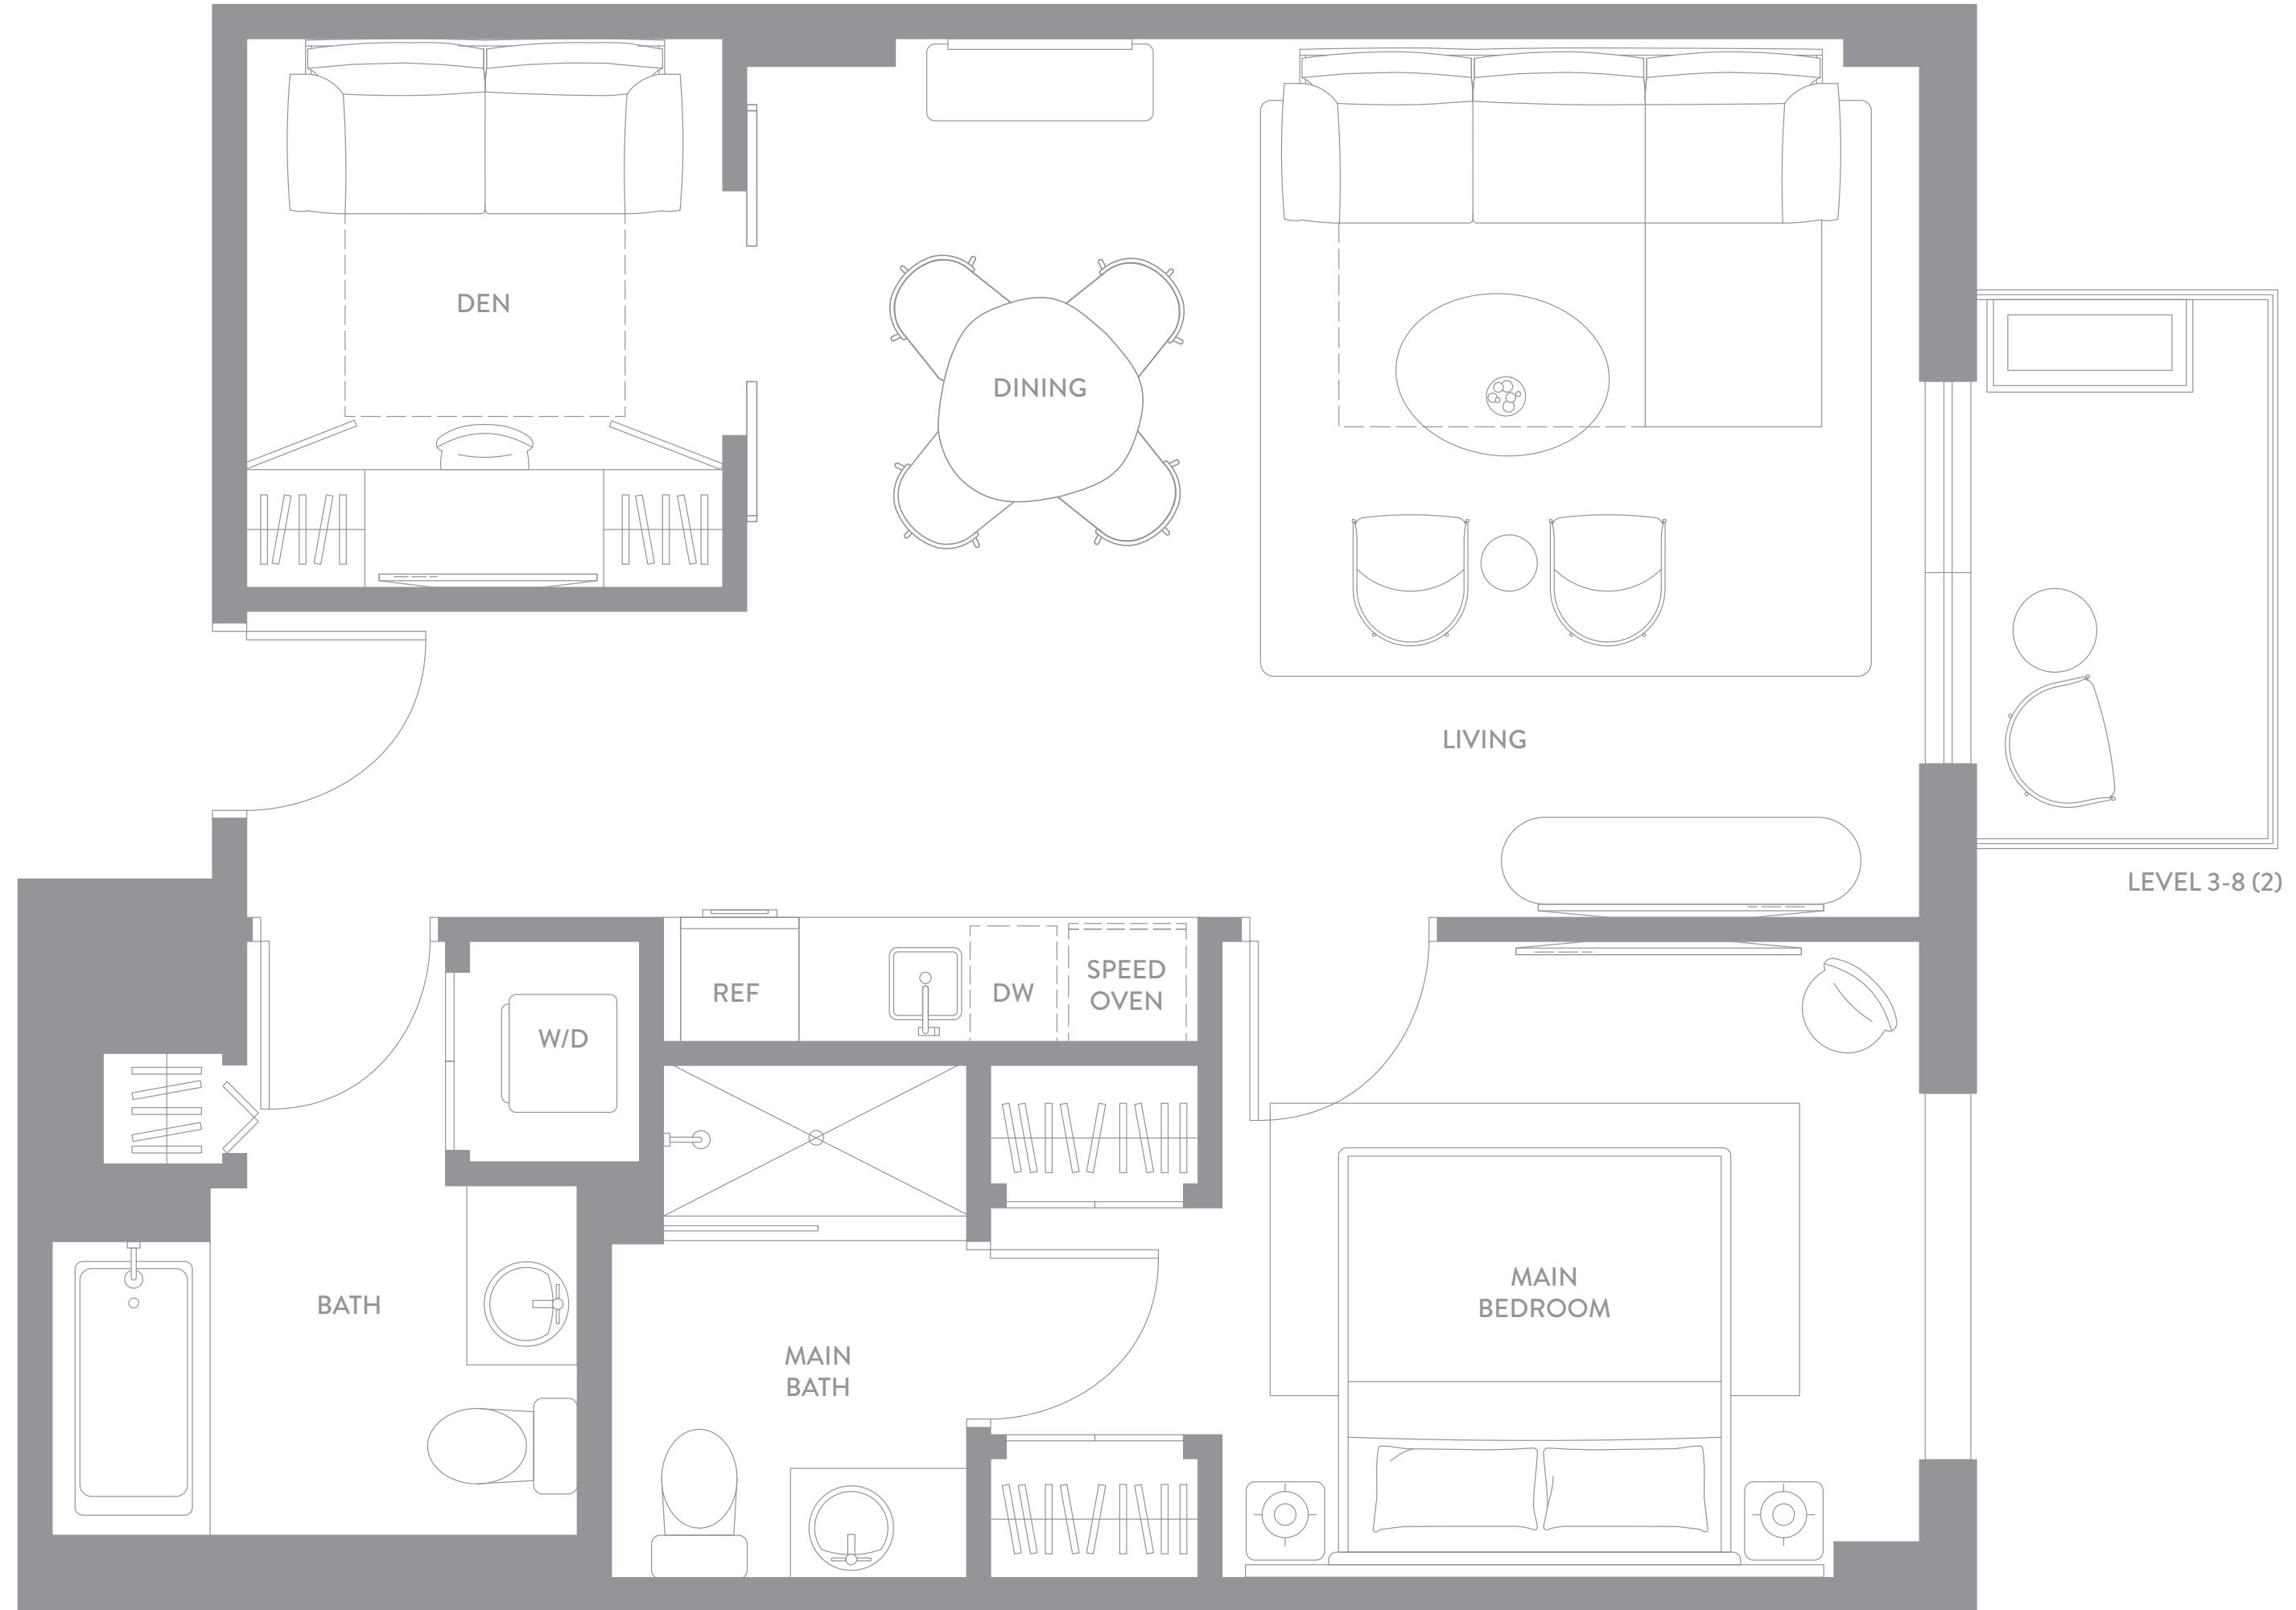 DEN
DINING
LIVING
LEVEL 3-8 (2)
REF
DW
SPEED
OVEN
W/D
BATH
MAIN
BATH
MAIN
BEDROOM